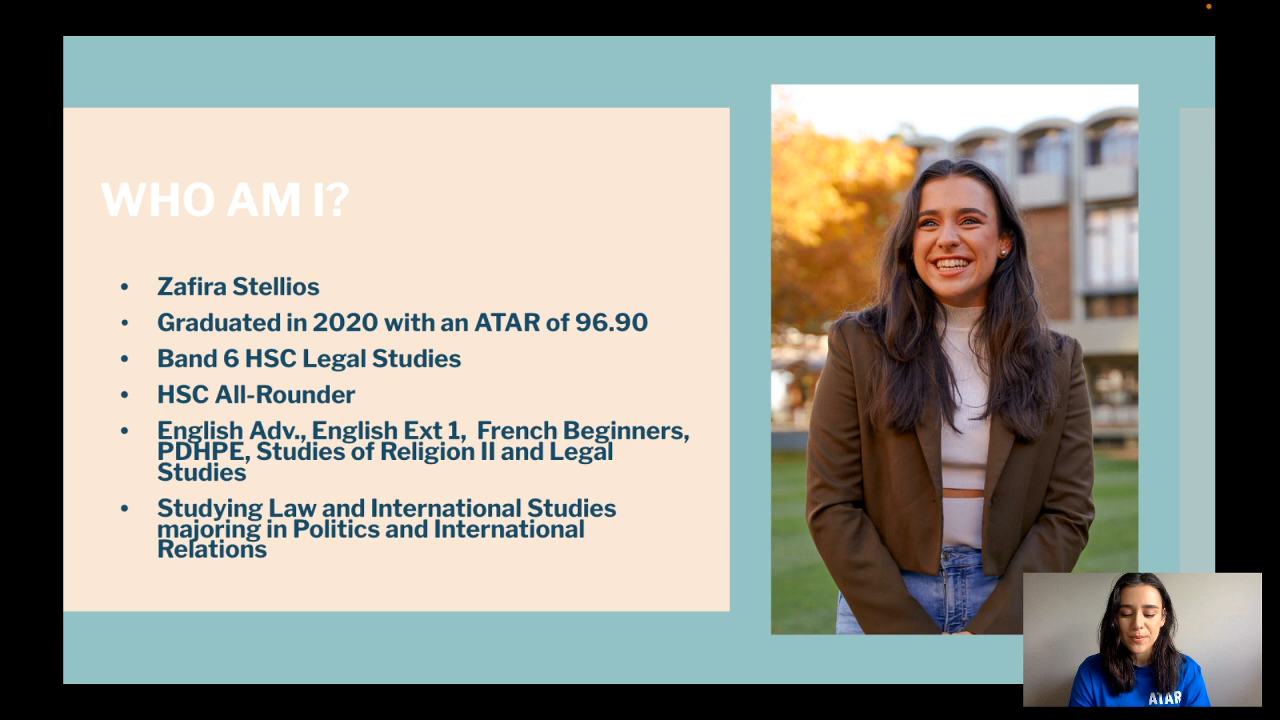 WHO AM I?
• Zafira Stellios
• Graduated in 2020 with an ATAR of 96.90
• Band 6 HSC Legal Studies
• HSC All-Rounder
• English Adv., English Ext 1,  French Beginners,
PDHPE, Studies of Religion II and Legal
Studies
• Studying Law and International Studies
majoring in Politics and International
Relations
ATAR